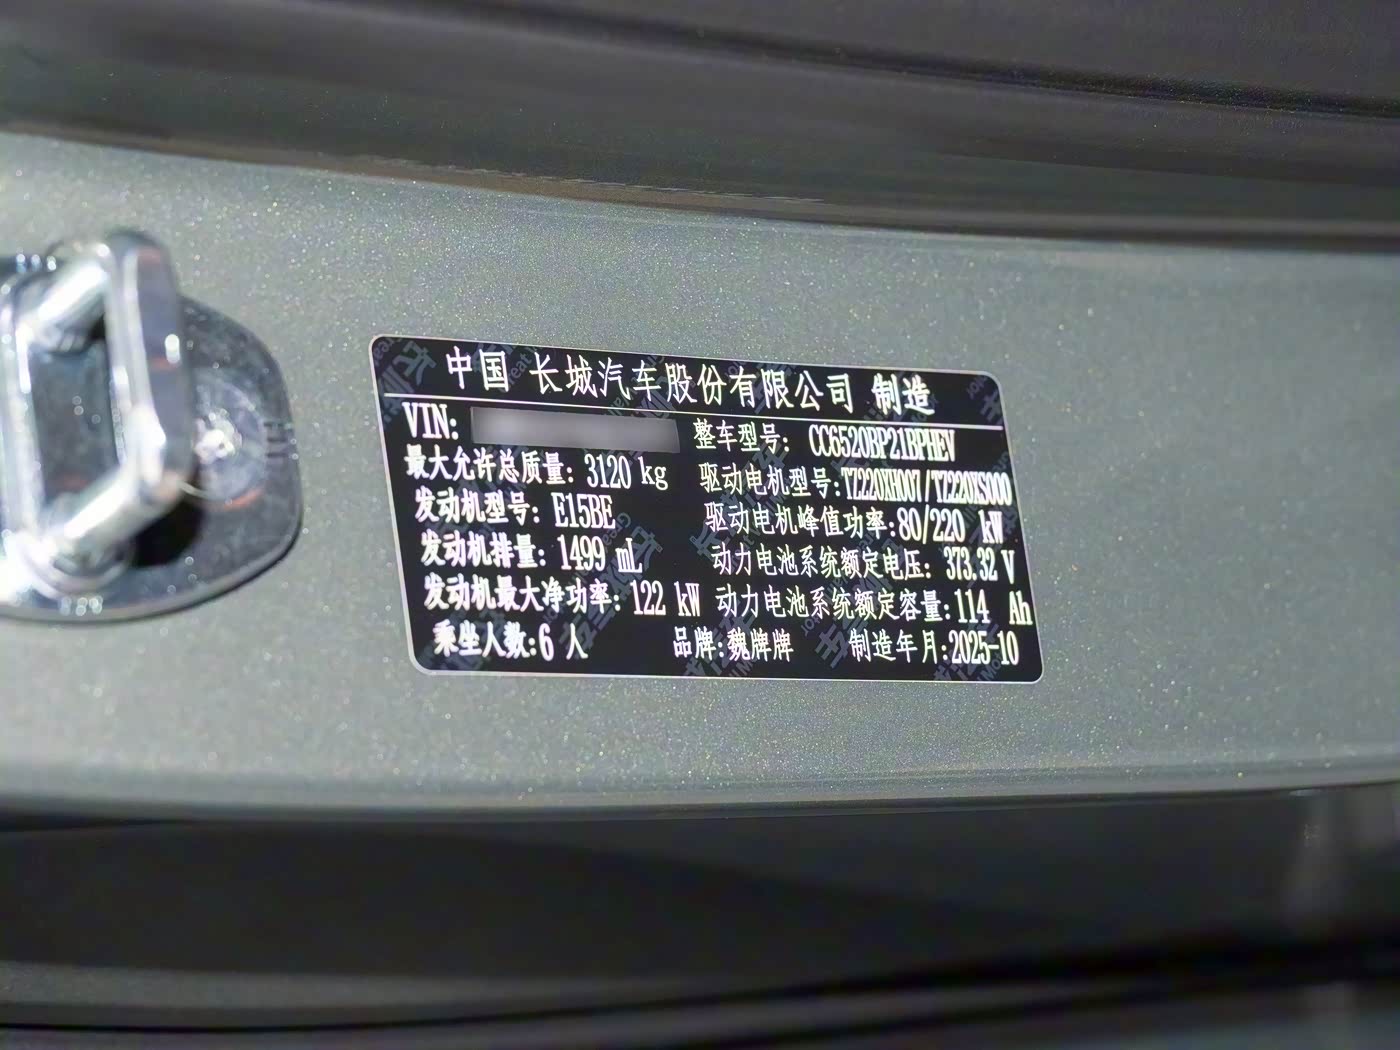 中国 长城汽车股份有限公司 制造
VIN:
整车型号: CC6520BP21BPHEV
最大允许总质量: 3120 kg
驱动电机型号:TZ220XH007/TZ220XS000
发动机型号: E15BE
驱动电机峰值功率:80/220 kW
发动机排量: 1499 mL
动力电池系统额定电压: 373.32 V
发动机最大净功率: 122 kW
动力电池系统额定容量:114 Ah
乘坐人数:6 人
品牌:魏牌牌
制造年月:2025-10